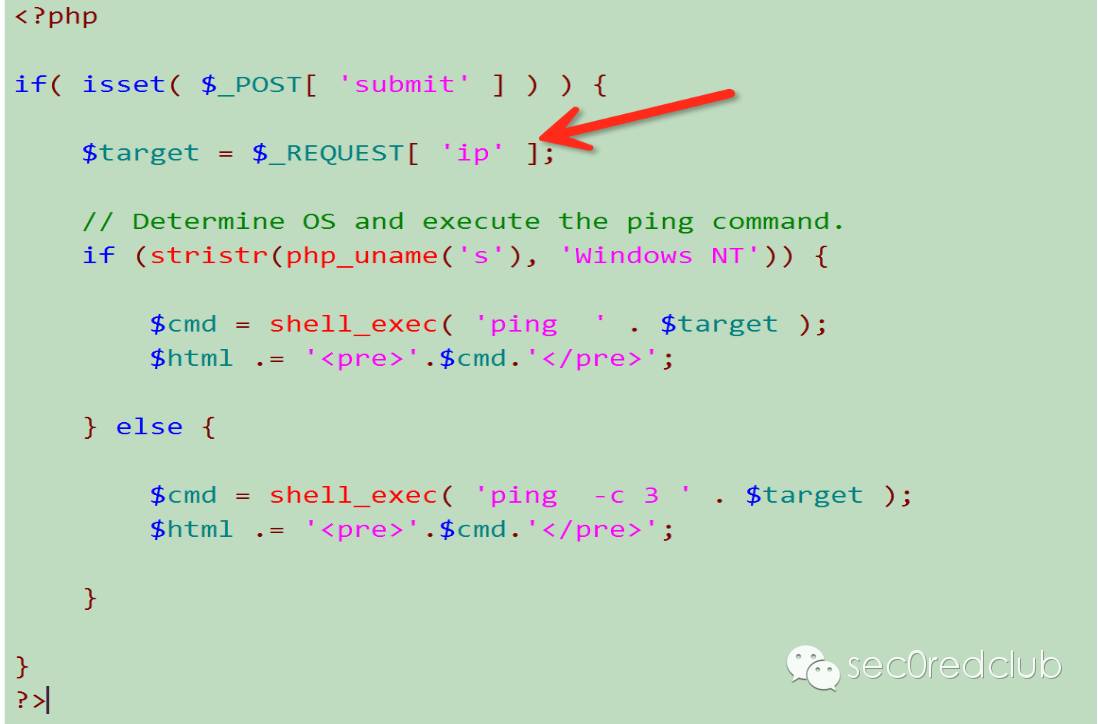 <?php
if( isset( $_POST[ 'submit' ] ) ) {
$target = $_REQUEST[ 'ip' ];
// Determine OS and execute the ping command.
if (stristr(php_uname('s'), 'Windows NT')) {
$cmd = shell_exec( 'ping  ' . $target );
$html .= '<pre>'.$cmd.'</pre>';
} else {
$cmd = shell_exec( 'ping  -c 3 ' . $target );
$html .= '<pre>'.$cmd.'</pre>';
}
}
?>
sec0redclub